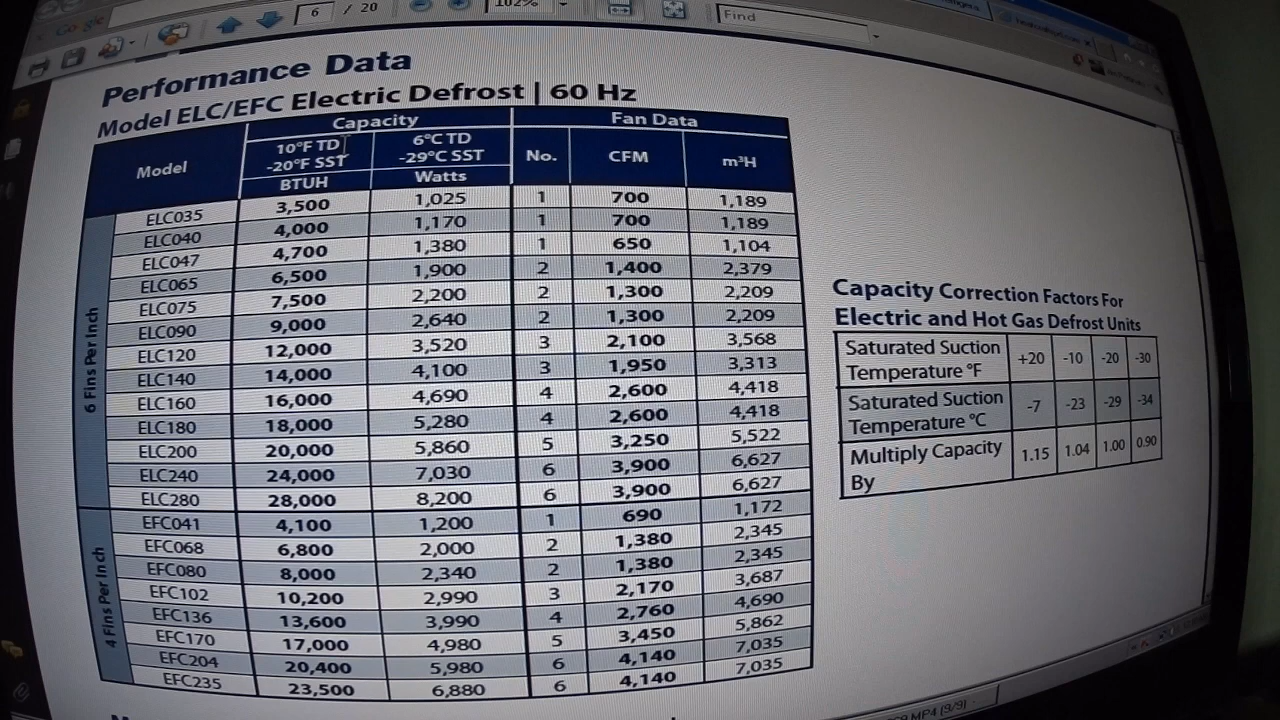 Google
6 / 20
102%
Find
Performance Data
Model ELC/EFC Electric Defrost | 60 Hz
Model Capacity Fan Data
10°F TD -20°F SST BTUH 6°C TD -29°C SST Watts No. CFM m³H
6 Fins Per Inch
ELC035 3,500 1,025 1 700 1,189
ELC040 4,000 1,170 1 700 1,189
ELC047 4,700 1,380 1 650 1,104
ELC065 6,500 1,900 2 1,400 2,379
ELC075 7,500 2,200 2 1,300 2,209
ELC090 9,000 2,640 2 1,300 2,209
ELC120 12,000 3,520 3 2,100 3,568
ELC140 14,000 4,100 3 1,950 3,313
ELC160 16,000 4,690 4 2,600 4,418
ELC180 18,000 5,280 4 2,600 4,418
ELC200 20,000 5,860 5 3,250 5,522
ELC240 24,000 7,030 6 3,900 6,627
ELC280 28,000 8,200 6 3,900 6,627
4 Fins Per Inch
EFC041 4,100 1,200 1 690 1,172
EFC068 6,800 2,000 2 1,380 2,345
EFC080 8,000 2,340 2 1,380 2,345
EFC102 10,200 2,990 3 2,170 3,687
EFC136 13,600 3,990 4 2,760 4,690
EFC170 17,000 4,980 5 3,450 5,862
EFC204 20,400 5,980 6 4,140 7,035
EFC235 23,500 6,880 6 4,140 7,035
Capacity Correction Factors For
Electric and Hot Gas Defrost Units
Saturated Suction Temperature °F +20 -10 -20 -30
Saturated Suction Temperature °C -7 -23 -29 -34
Multiply Capacity By 1.15 1.04 1.00 0.90
MP4 (9/9)